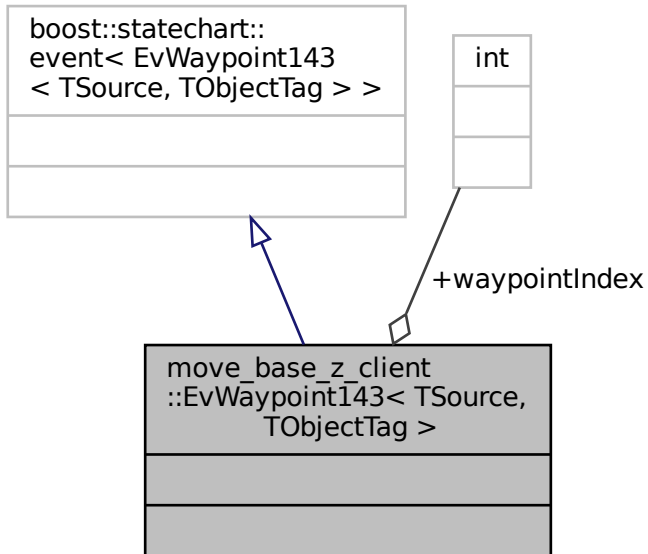 boost::statechart::
event< EvWaypoint143
< TSource, TObjectTag > >
int
+waypointIndex
move_base_z_client
::EvWaypoint143< TSource,
TObjectTag >